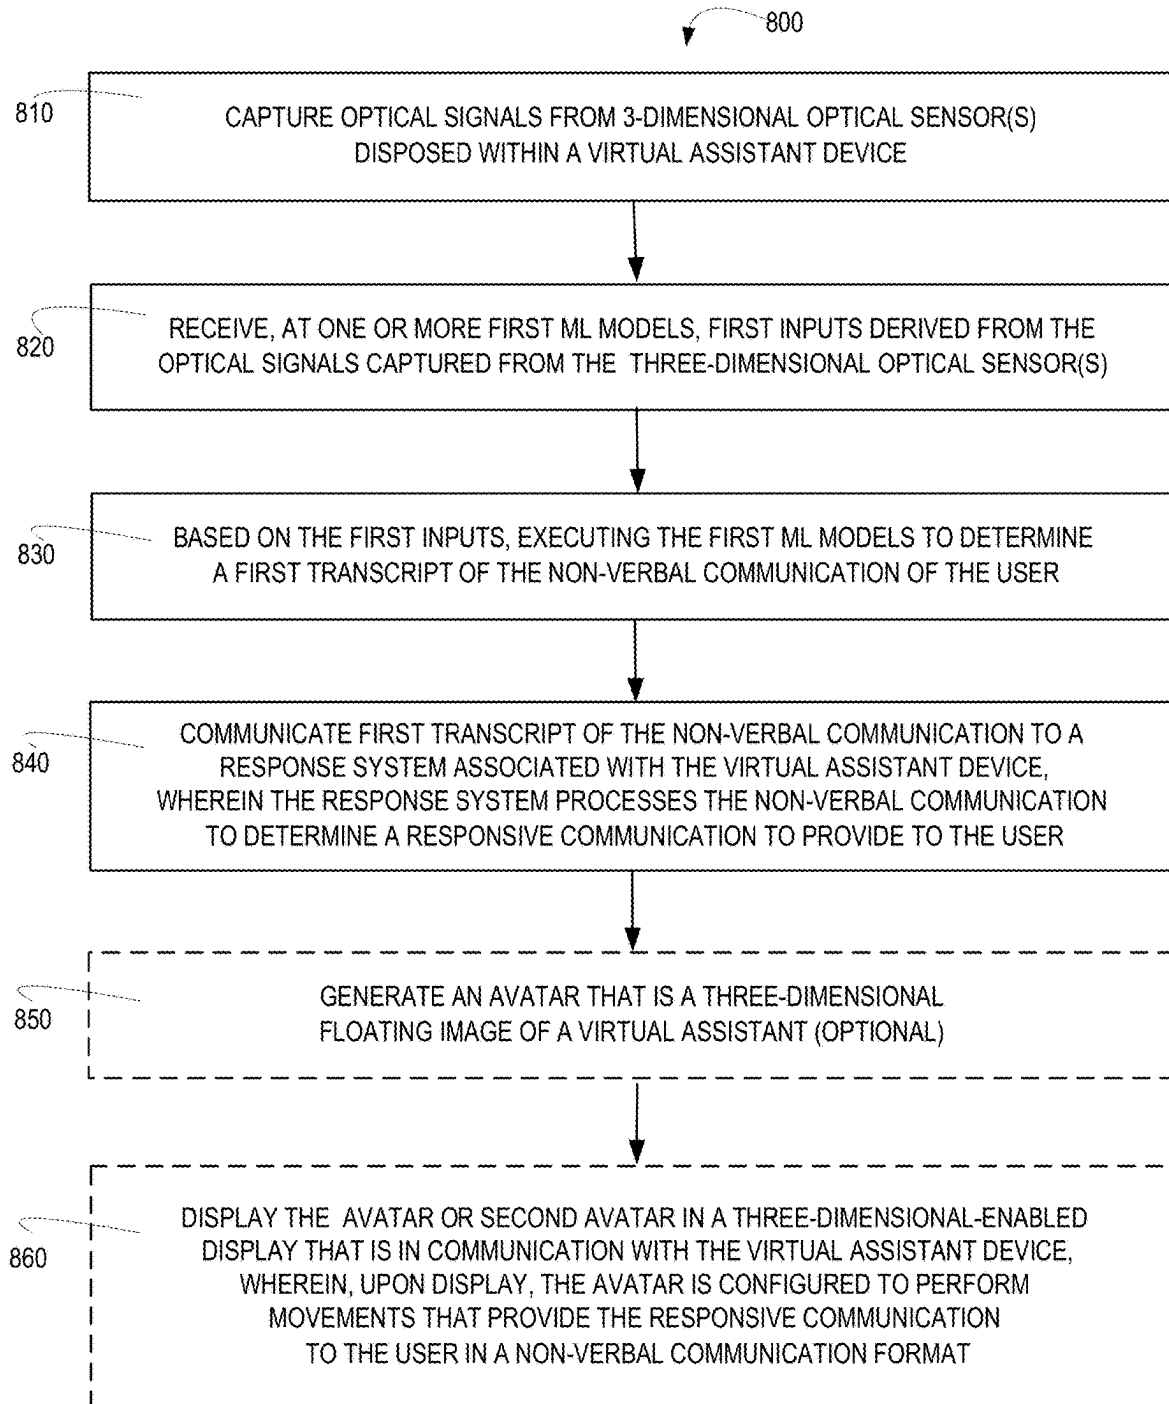 800
810
CAPTURE OPTICAL SIGNALS FROM 3-DIMENSIONAL OPTICAL SENSOR(S)
DISPOSED WITHIN A VIRTUAL ASSISTANT DEVICE
820
RECEIVE, AT ONE OR MORE FIRST ML MODELS, FIRST INPUTS DERIVED FROM THE
OPTICAL SIGNALS CAPTURED FROM THE THREE-DIMENSIONAL OPTICAL SENSOR(S)
830
BASED ON THE FIRST INPUTS, EXECUTING THE FIRST ML MODELS TO DETERMINE
A FIRST TRANSCRIPT OF THE NON-VERBAL COMMUNICATION OF THE USER
840
COMMUNICATE FIRST TRANSCRIPT OF THE NON-VERBAL COMMUNICATION TO A
RESPONSE SYSTEM ASSOCIATED WITH THE VIRTUAL ASSISTANT DEVICE,
WHEREIN THE RESPONSE SYSTEM PROCESSES THE NON-VERBAL COMMUNICATION
TO DETERMINE A RESPONSIVE COMMUNICATION TO PROVIDE TO THE USER
850
GENERATE AN AVATAR THAT IS A THREE-DIMENSIONAL
FLOATING IMAGE OF A VIRTUAL ASSISTANT (OPTIONAL)
860
DISPLAY THE AVATAR OR SECOND AVATAR IN A THREE-DIMENSIONAL-ENABLED
DISPLAY THAT IS IN COMMUNICATION WITH THE VIRTUAL ASSISTANT DEVICE,
WHEREIN, UPON DISPLAY, THE AVATAR IS CONFIGURED TO PERFORM
MOVEMENTS THAT PROVIDE THE RESPONSIVE COMMUNICATION
TO THE USER IN A NON-VERBAL COMMUNICATION FORMAT